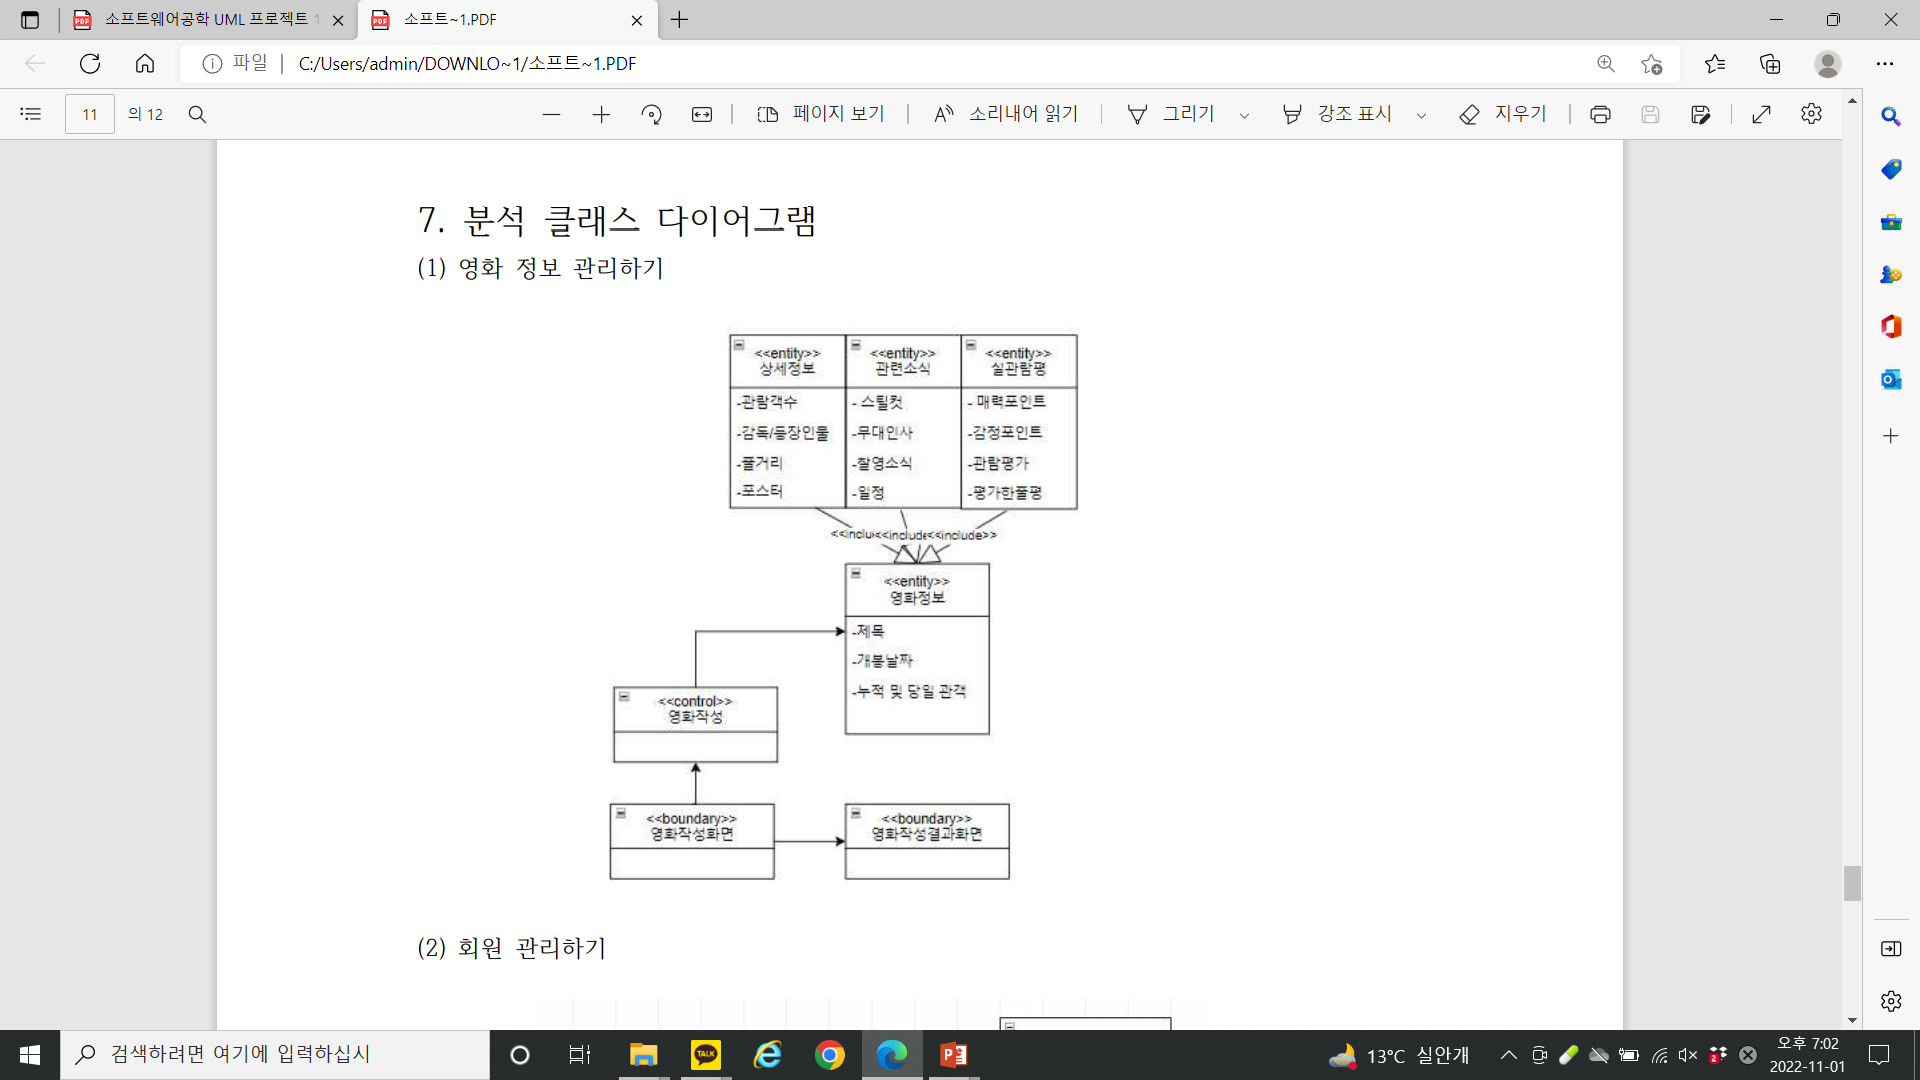 소프트웨어공학 UML 프로젝트 1
소프트~1.PDF
파일
C:/Users/admin/DOWNLO~1/소프트~1.PDF
11 의 12
페이지 보기
소리내어 읽기
그리기
강조 표시
지우기
7. 분석 클래스 다이어그램
(1) 영화 정보 관리하기
<<entity>>
상세정보
-관람객수
-감독/등장인물
-줄거리
-포스터
<<entity>>
관련소식
- 스틸컷
-무대인사
-촬영소식
-일정
<<entity>>
실관람평
- 매력포인트
-감정포인트
-관람평가
-평가한줄평
<<inclu<<include<<include>>
<<entity>>
영화정보
-제목
-개봉날짜
-누적 및 당일 관객
<<control>>
영화작성
<<boundary>>
영화작성화면
<<boundary>>
영화작성결과화면
(2) 회원 관리하기
검색하려면 여기에 입력하십시
TALK
13°C 실안개
오후 7:02
2022-11-01